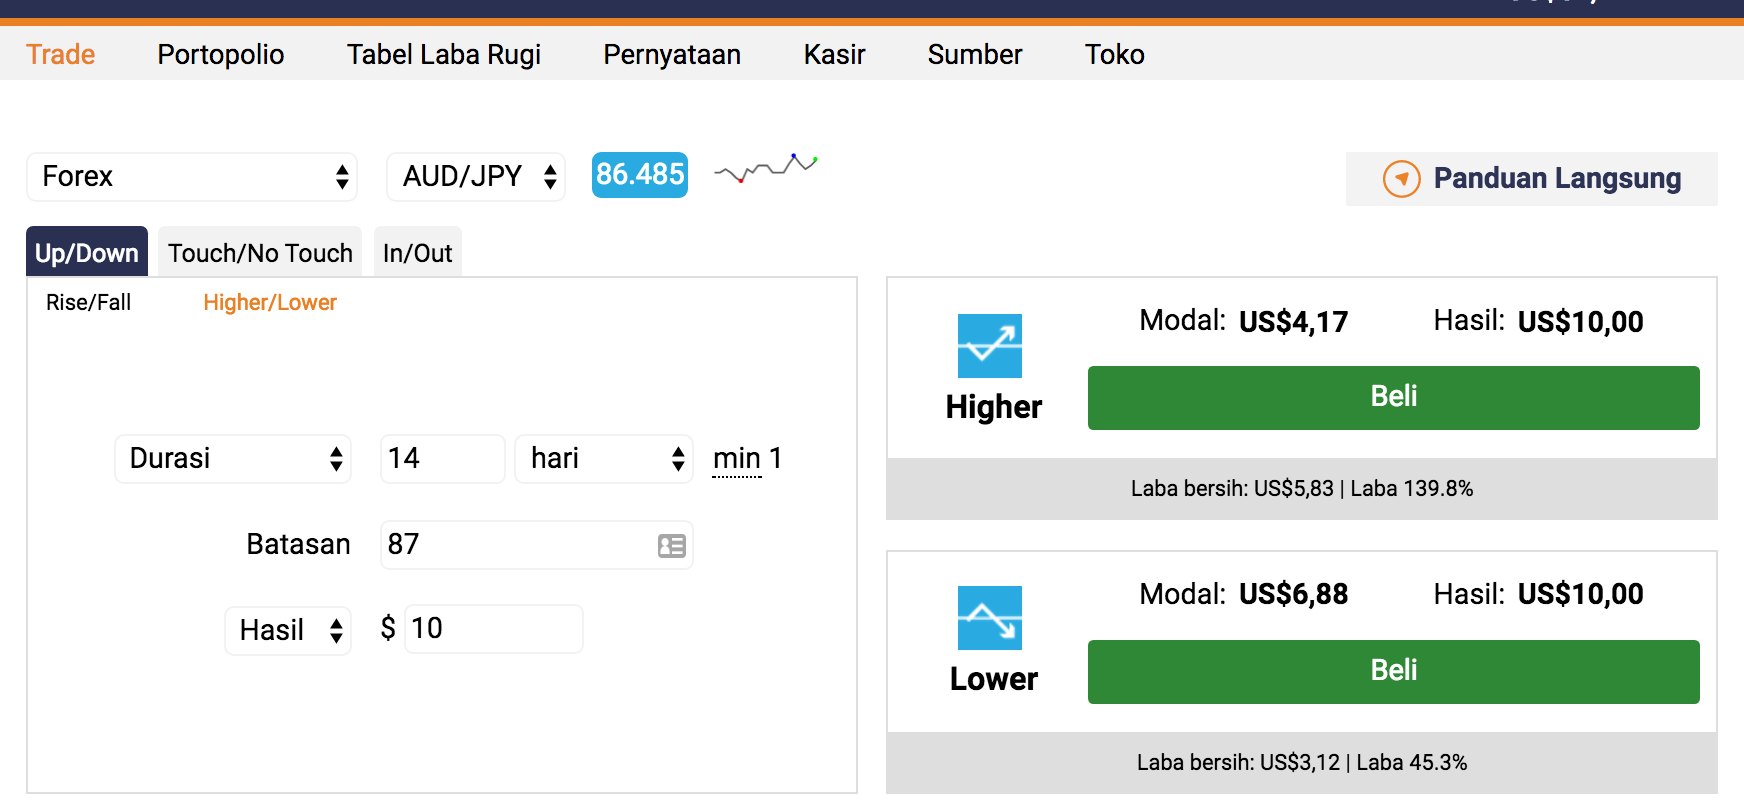 Trade Portopolio Tabel Laba Rugi Pernyataan Kasir Sumber Toko
Forex AUD/JPY 86.485 Panduan Langsung
Up/Down Touch/No Touch In/Out
Rise/Fall Higher/Lower
Durasi 14 hari min 1
Batasan 87
Hasil $ 10
Modal: US$4,17 Hasil: US$10,00
Higher Beli
Laba bersih: US$5,83 | Laba 139.8%
Modal: US$6,88 Hasil: US$10,00
Lower Beli
Laba bersih: US$3,12 | Laba 45.3%